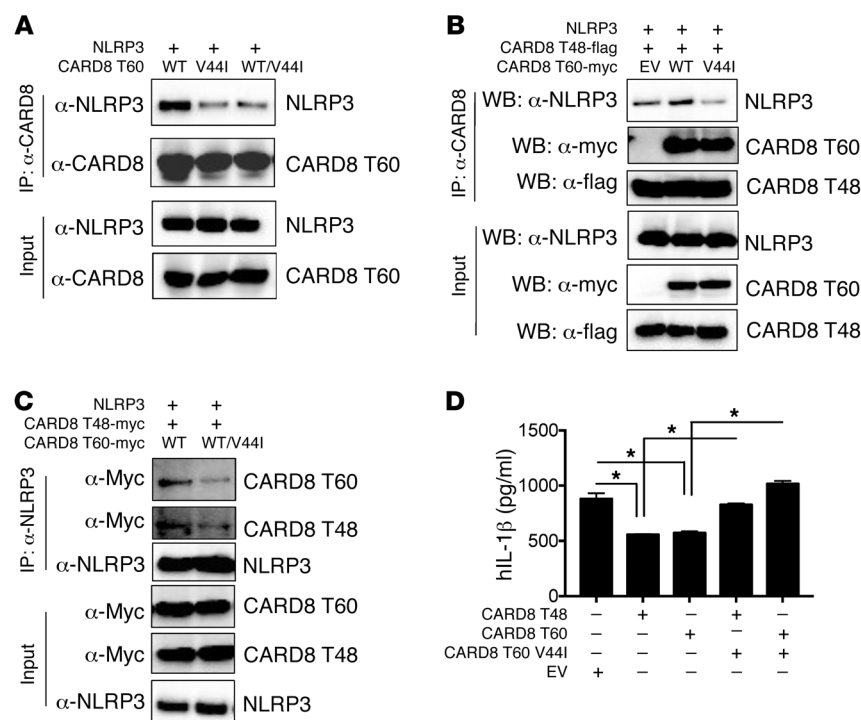 A
NLRP3 + + +
CARD8 T60 WT V44I WT/V44I
IP: α-CARD8
α-NLRP3 NLRP3
α-CARD8 CARD8 T60
Input
α-NLRP3 NLRP3
α-CARD8 CARD8 T60
B
NLRP3 + + +
CARD8 T48-flag + + +
CARD8 T60-myc EV WT V44I
IP: α-CARD8
WB: α-NLRP3 NLRP3
WB: α-myc CARD8 T60
WB: α-flag CARD8 T48
Input
WB: α-NLRP3 NLRP3
WB: α-myc CARD8 T60
WB: α-flag CARD8 T48
C
NLRP3 + +
CARD8 T48-myc + +
CARD8 T60-myc WT WT/V44I
IP: α-NLRP3
α-Myc CARD8 T60
α-Myc CARD8 T48
α-NLRP3 NLRP3
Input
α-Myc CARD8 T60
α-Myc CARD8 T48
α-NLRP3 NLRP3
D
hIL-1β (pg/ml)
1500
1000
500
0
* * * *
CARD8 T48 − + − + −
CARD8 T60 − − + − +
CARD8 T60 V44I − − − + +
EV + − − − −